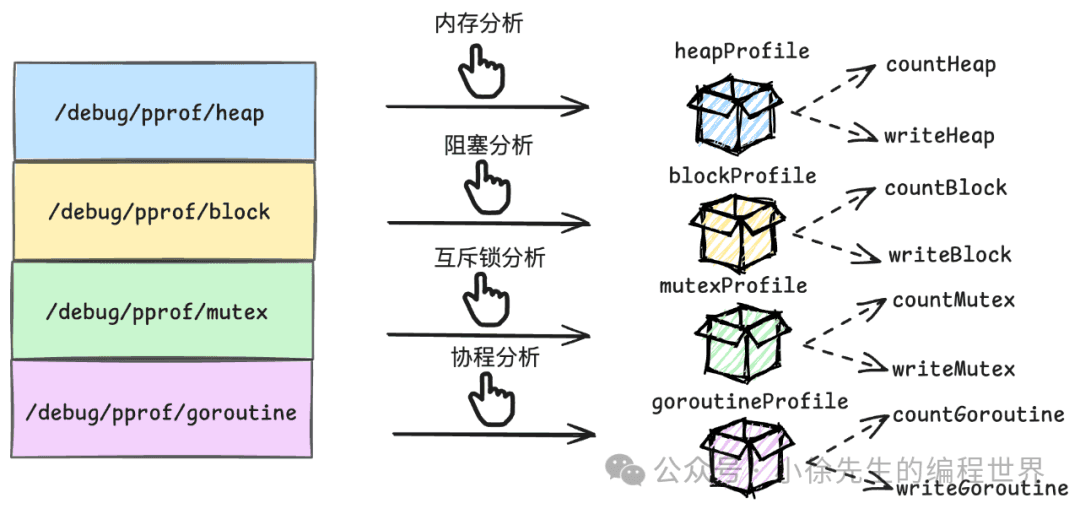 内存分析
heapProfile
countHeap
/debug/pprof/heap
writeHeap
阻塞分析
blockProfile
countBlock
/debug/pprof/block
writeBlock
互斥锁分析
mutexProfile
countMutex
/debug/pprof/mutex
writeMutex
协程分析
goroutineProfile
countGoroutine
/debug/pprof/goroutine
公众号·小徐先生的编程世界
writeGoroutine